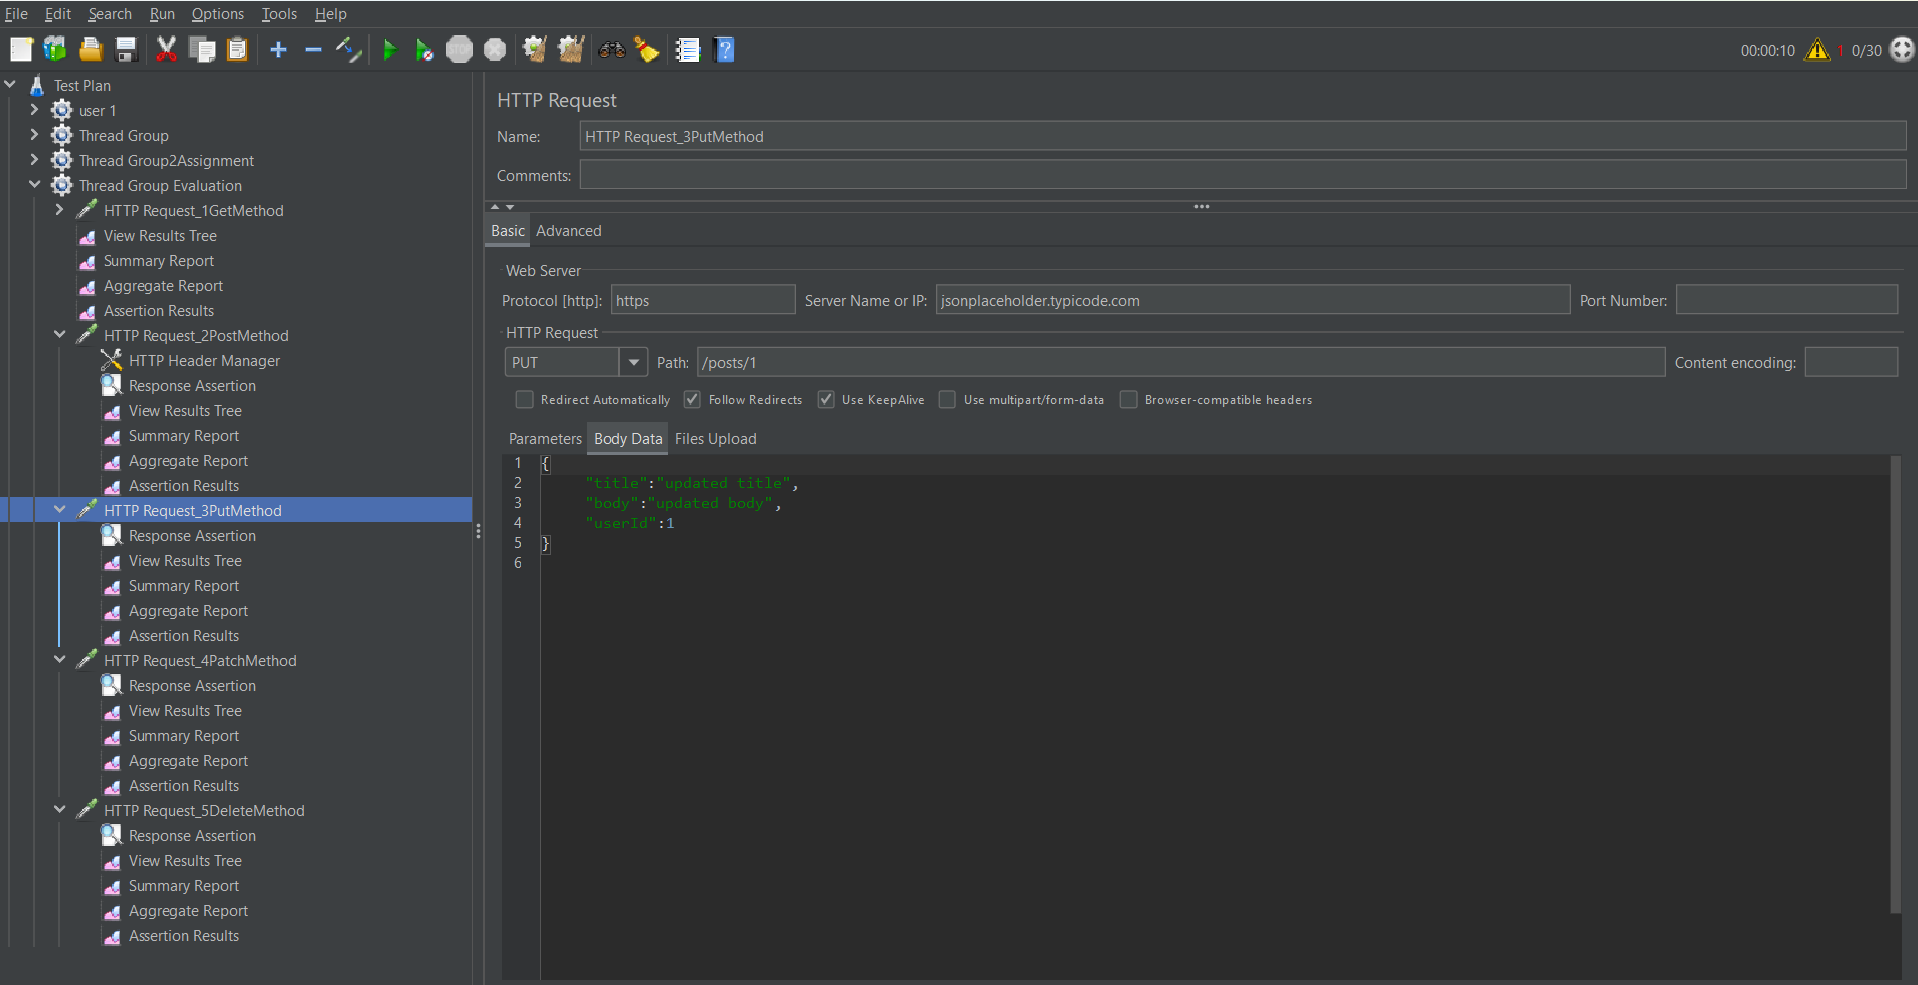 File Edit Search Run Options Tools Help
STOP
00:00:10 1 0/30
Test Plan
user 1
Thread Group
Thread Group2Assignment
Thread Group Evaluation
HTTP Request_1GetMethod
View Results Tree
Summary Report
Aggregate Report
Assertion Results
HTTP Request_2PostMethod
HTTP Header Manager
Response Assertion
View Results Tree
Summary Report
Aggregate Report
Assertion Results
HTTP Request_3PutMethod
Response Assertion
View Results Tree
Summary Report
Aggregate Report
Assertion Results
HTTP Request_4PatchMethod
Response Assertion
View Results Tree
Summary Report
Aggregate Report
Assertion Results
HTTP Request_5DeleteMethod
Response Assertion
View Results Tree
Summary Report
Aggregate Report
Assertion Results
HTTP Request
Name: HTTP Request_3PutMethod
Comments:
Basic Advanced
Web Server
Protocol [http]: https Server Name or IP: jsonplaceholder.typicode.com Port Number:
HTTP Request
PUT Path: /posts/1 Content encoding:
Redirect Automatically Follow Redirects Use KeepAlive Use multipart/form-data Browser-compatible headers
Parameters Body Data Files Upload
1 {
2 "title":"updated title",
3 "body":"updated body",
4 "userId":1
5 }
6